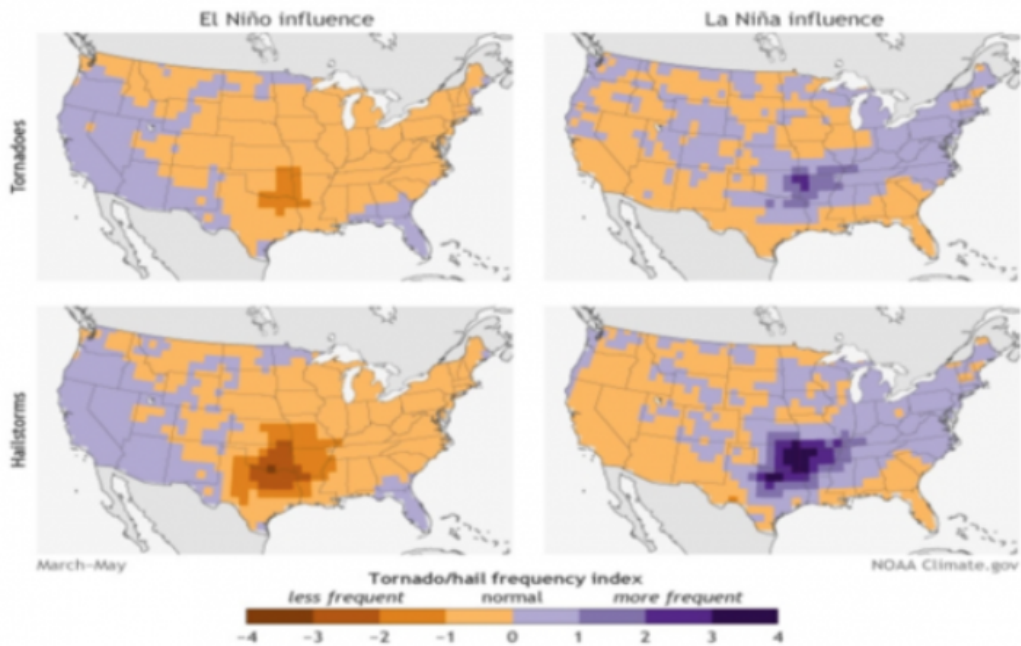 El Niño influence
La Niña influence
Tornadoes
Hailstorms
March-May
NOAA Climate.gov
Tornado/hail frequency index
less frequent normal more frequent
-4 -3 -2 -1 0 1 2 3 4